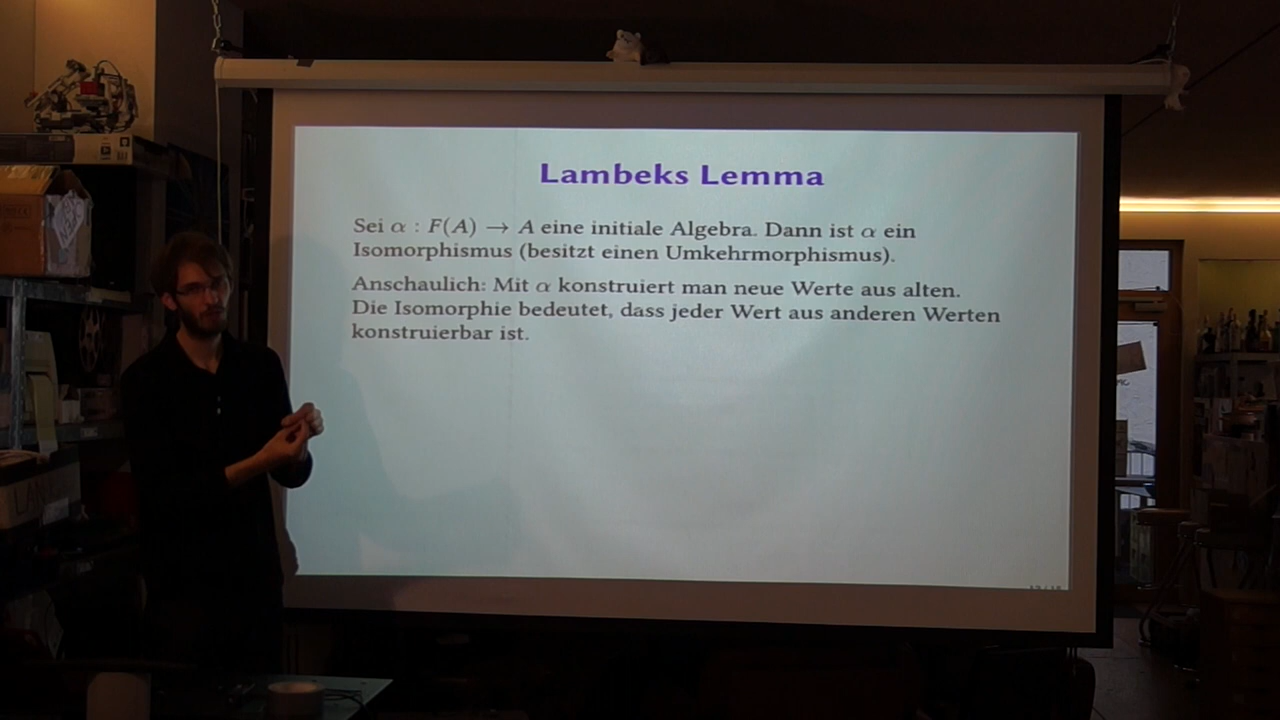 Lambeks Lemma
Sei α : F(A) → A eine initiale Algebra. Dann ist α ein
Isomorphismus (besitzt einen Umkehrmorphismus).
Anschaulich: Mit α konstruiert man neue Werte aus alten.
Die Isomorphie bedeutet, dass jeder Wert aus anderen Werten
konstruierbar ist.